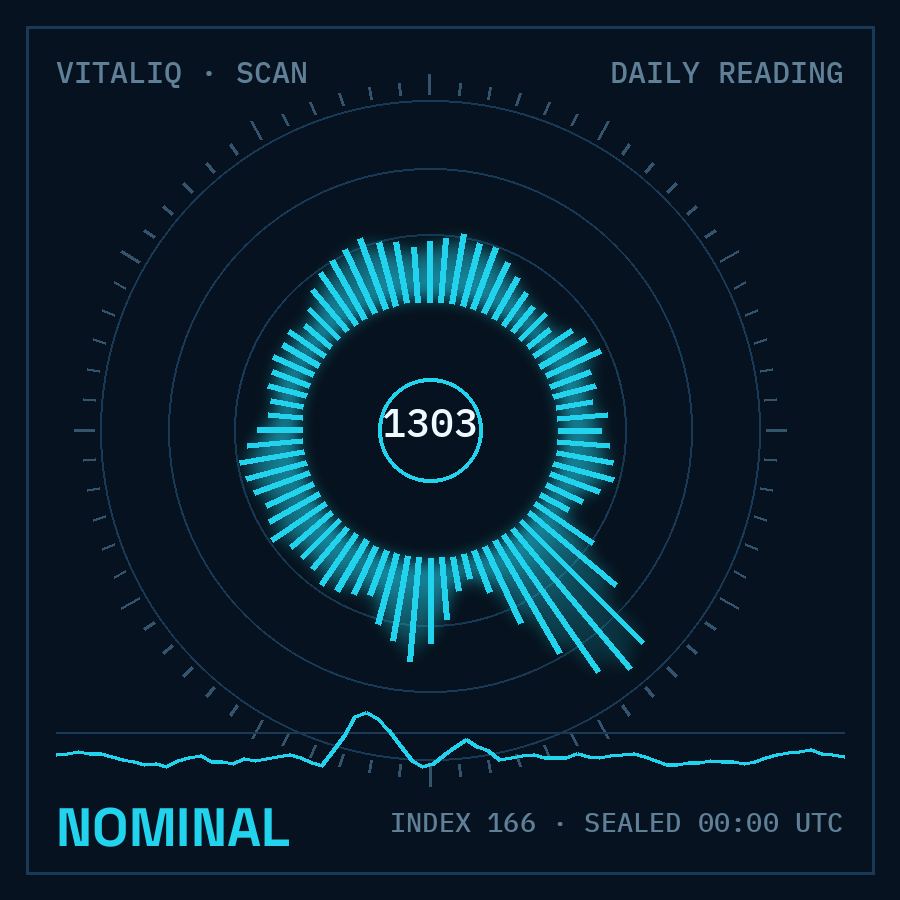 VITALIQ · SCAN
DAILY READING
1303
NOMINAL
INDEX 166 · SEALED 00:00 UTC